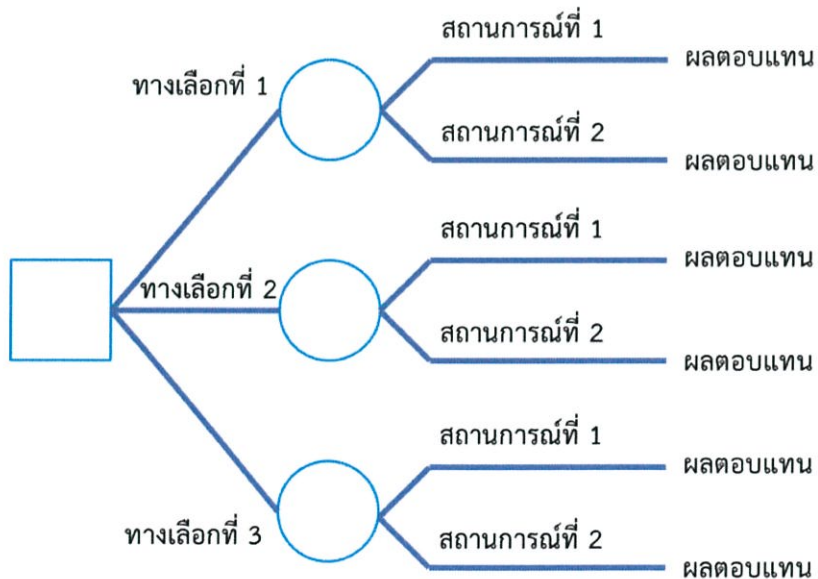 สถานการณ์ที่ 1
ผลตอบแทน
ทางเลือกที่ 1
สถานการณ์ที่ 2
ผลตอบแทน
สถานการณ์ที่ 1
ผลตอบแทน
ทางเลือกที่ 2
สถานการณ์ที่ 2
ผลตอบแทน
สถานการณ์ที่ 1
ผลตอบแทน
ทางเลือกที่ 3
สถานการณ์ที่ 2
ผลตอบแทน